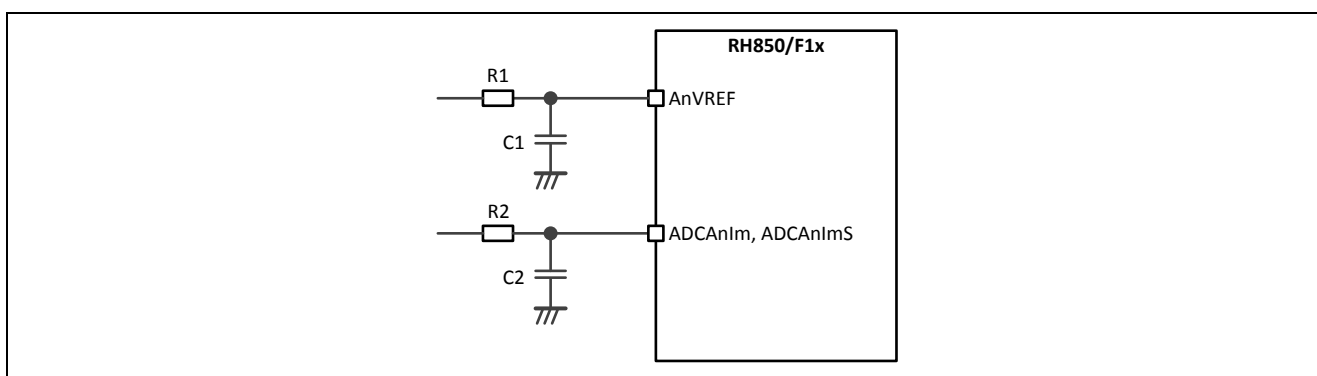 RH850/F1x
R1
AnVREF
C1
R2
ADCAnIm, ADCAnImS
C2